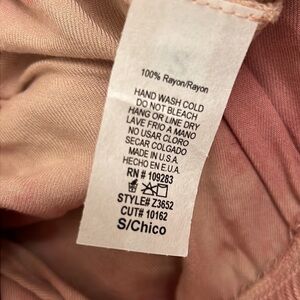 100% Rayon/Rayon
HAND WASH COLD
DO NOT BLEACH
HANG OR LINE DRY
LAVE FRIO A MANO
NO USAR CLORO
SECAR COLGADO
MADE IN U.S.A.
HECHO EN E.U.A.
RN # 109283
STYLE# Z3652
CUT# 10162
S/Chico